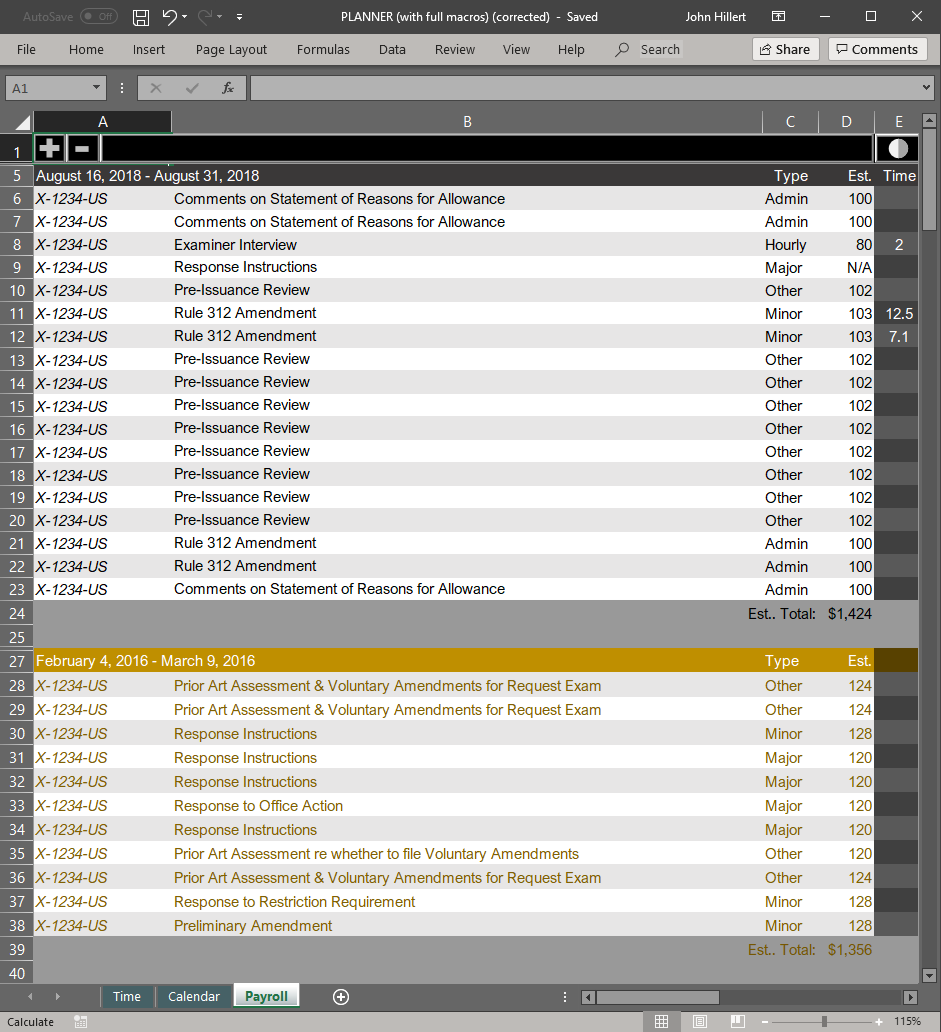 AutoSave Off PLANNER (with full macros) (corrected) - Saved John Hillert
File Home Insert Page Layout Formulas Data Review View Help Search Share Comments
A1 fx
A B C D E
1
5 August 16, 2018 - August 31, 2018 Type Est. Time
6 X-1234-US Comments on Statement of Reasons for Allowance Admin 100
7 X-1234-US Comments on Statement of Reasons for Allowance Admin 100
8 X-1234-US Examiner Interview Hourly 80 2
9 X-1234-US Response Instructions Major N/A
10 X-1234-US Pre-Issuance Review Other 102
11 X-1234-US Rule 312 Amendment Minor 103 12.5
12 X-1234-US Rule 312 Amendment Minor 103 7.1
13 X-1234-US Pre-Issuance Review Other 102
14 X-1234-US Pre-Issuance Review Other 102
15 X-1234-US Pre-Issuance Review Other 102
16 X-1234-US Pre-Issuance Review Other 102
17 X-1234-US Pre-Issuance Review Other 102
18 X-1234-US Pre-Issuance Review Other 102
19 X-1234-US Pre-Issuance Review Other 102
20 X-1234-US Pre-Issuance Review Other 102
21 X-1234-US Rule 312 Amendment Admin 100
22 X-1234-US Rule 312 Amendment Admin 100
23 X-1234-US Comments on Statement of Reasons for Allowance Admin 100
24 Est.. Total: $1,424
25
27 February 4, 2016 - March 9, 2016 Type Est.
28 X-1234-US Prior Art Assessment & Voluntary Amendments for Request Exam Other 124
29 X-1234-US Prior Art Assessment & Voluntary Amendments for Request Exam Other 124
30 X-1234-US Response Instructions Minor 128
31 X-1234-US Response Instructions Major 120
32 X-1234-US Response Instructions Major 120
33 X-1234-US Response to Office Action Major 120
34 X-1234-US Response Instructions Major 120
35 X-1234-US Prior Art Assessment re whether to file Voluntary Amendments Other 120
36 X-1234-US Prior Art Assessment & Voluntary Amendments for Request Exam Other 124
37 X-1234-US Response to Restriction Requirement Minor 128
38 X-1234-US Preliminary Amendment Minor 128
39 Est.. Total: $1,356
40
Time Calendar Payroll
Calculate 115%